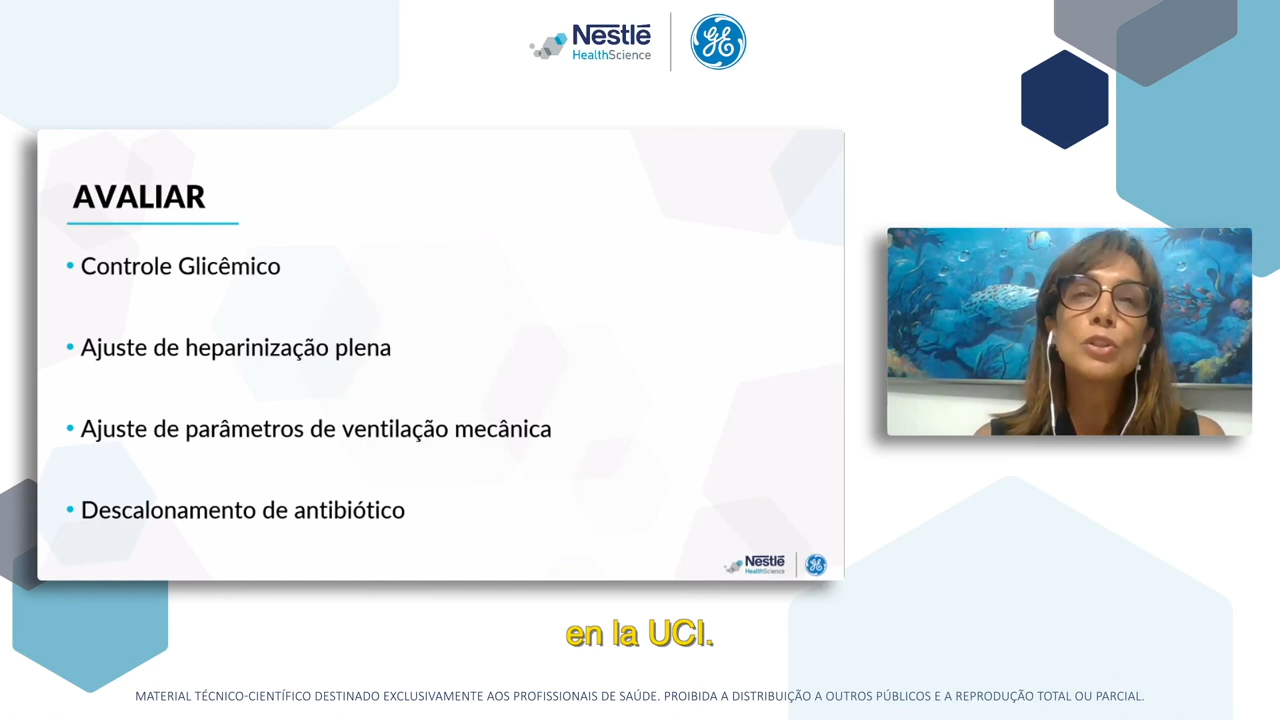 Nestlé
HealthScience
GE
AVALIAR
• Controle Glicêmico
• Ajuste de heparinização plena
• Ajuste de parâmetros de ventilação mecânica
• Descalonamento de antibiótico
Nestlé
HealthScience
GE
en la UCI.
MATERIAL TÉCNICO-CIENTÍFICO DESTINADO EXCLUSIVAMENTE AOS PROFISSIONAIS DE SAÚDE. PROIBIDA A DISTRIBUIÇÃO A OUTROS PÚBLICOS E A REPRODUÇÃO TOTAL OU PARCIAL.